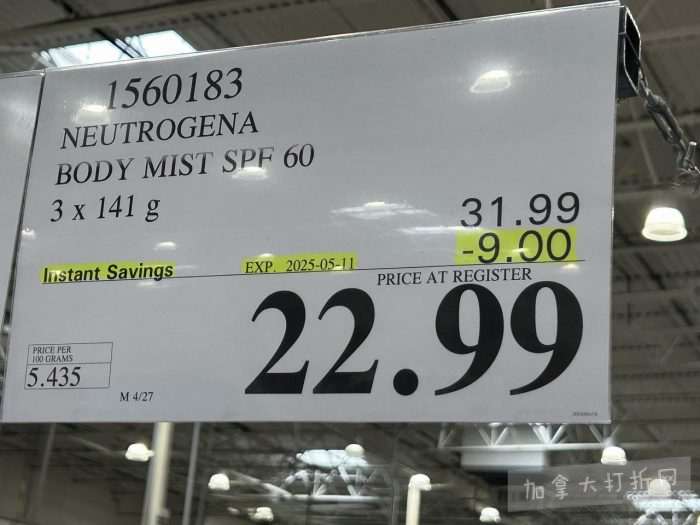 1560183
NEUTROGENA
BODY MIST SPF 60
3 x 141 g
31.99
-9.00
Instant Savings
EXP. 2025-05-11
PRICE AT REGISTER
22.99
PRICE PER
100 GRAMS
5.435
M 4/27
加拿大打折网